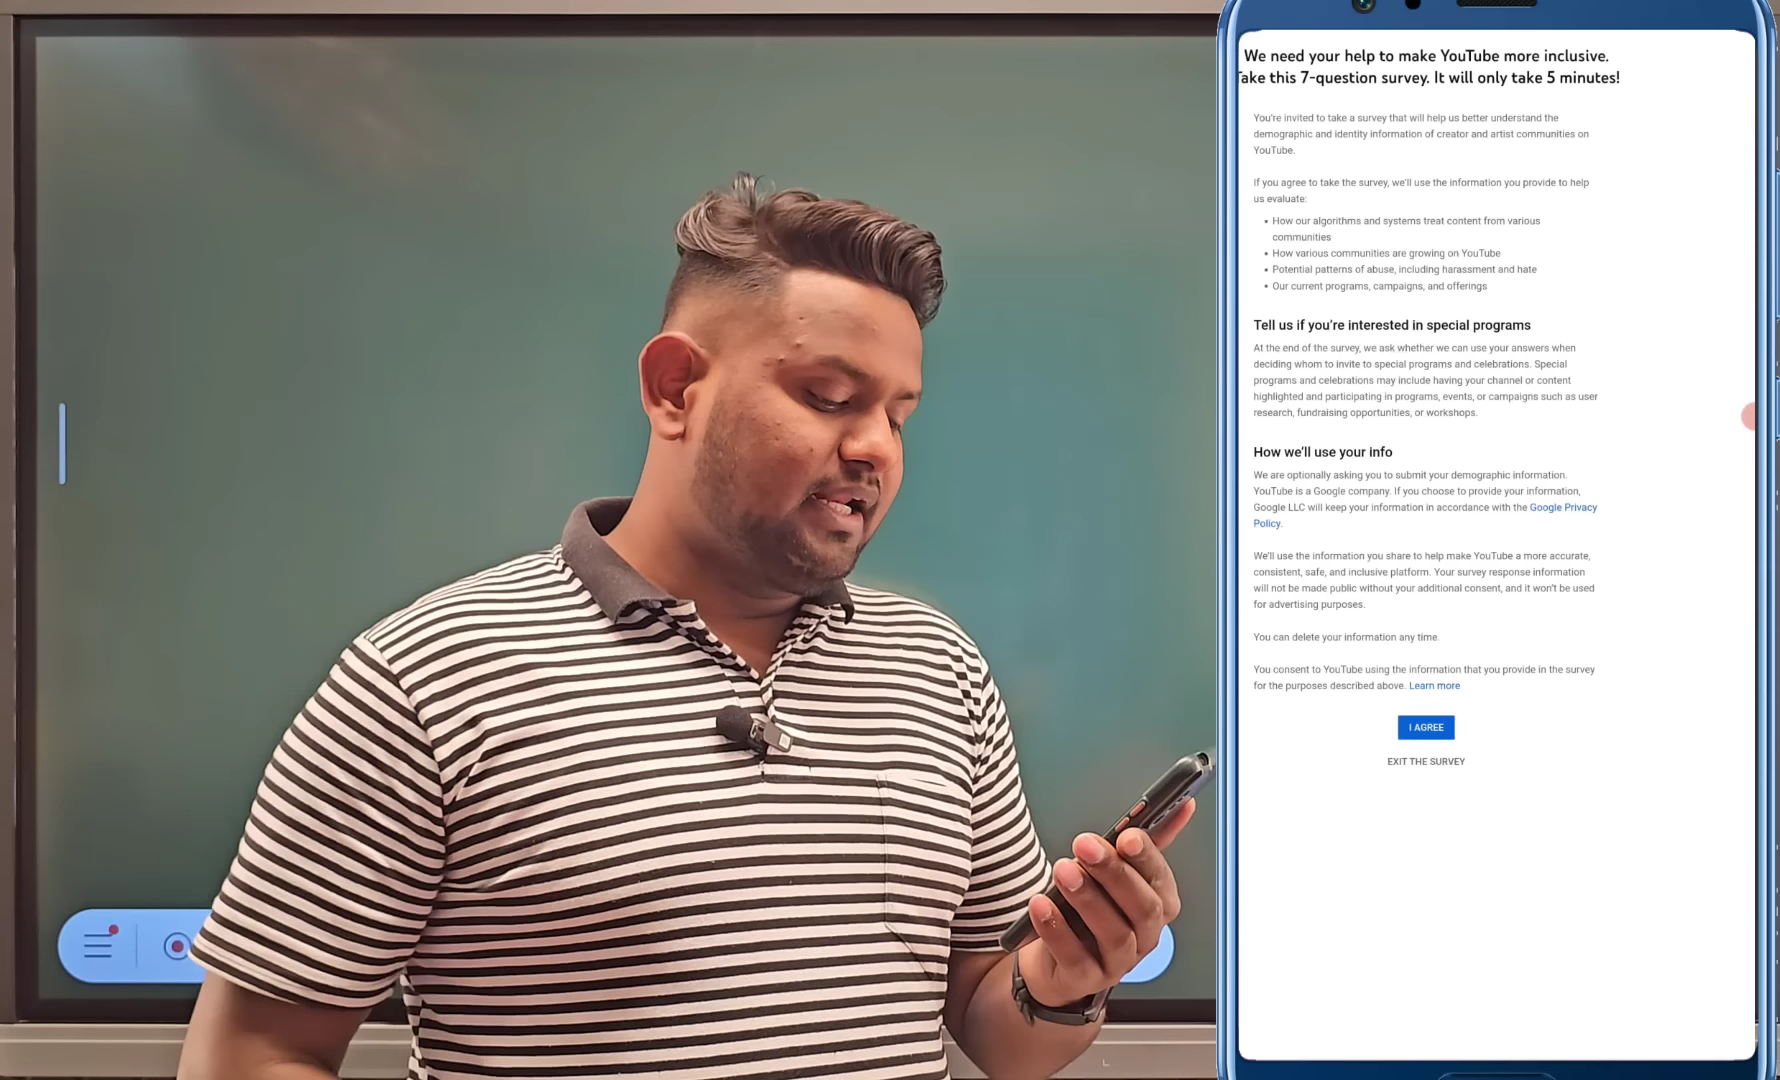 We need your help to make YouTube more inclusive.
Take this 7-question survey. It will only take 5 minutes!
You're invited to take a survey that will help us better understand the
demographic and identity information of creator and artist communities on
YouTube.
If you agree to take the survey, we'll use the information you provide to help
us evaluate:
• How our algorithms and systems treat content from various
communities
• How various communities are growing on YouTube
• Potential patterns of abuse, including harassment and hate
• Our current programs, campaigns, and offerings
Tell us if you're interested in special programs
At the end of the survey, we ask whether we can use your answers when
deciding whom to invite to special programs and celebrations. Special
programs and celebrations may include having your channel or content
highlighted and participating in programs, events, or campaigns such as user
research, fundraising opportunities, or workshops.
How we'll use your info
We are optionally asking you to submit your demographic information.
YouTube is a Google company. If you choose to provide your information,
Google LLC will keep your information in accordance with the Google Privacy
Policy.
We'll use the information you share to help make YouTube a more accurate,
consistent, safe, and inclusive platform. Your survey response information
will not be made public without your additional consent, and it won't be used
for advertising purposes.
You can delete your information any time.
You consent to YouTube using the information that you provide in the survey
for the purposes described above. Learn more
I AGREE
EXIT THE SURVEY